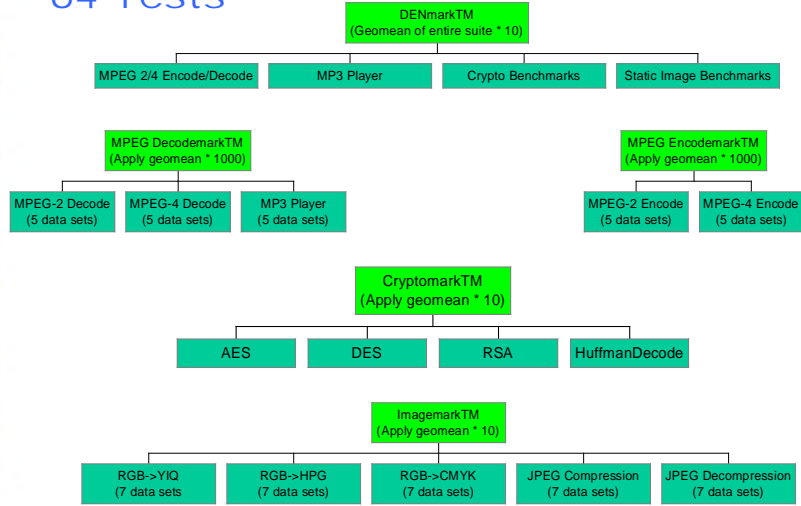 64 Tests
DENmarkTM
(Geomean of entire suite * 10)
MPEG 2/4 Encode/Decode
MP3 Player
Crypto Benchmarks
Static Image Benchmarks
MPEG DecodemarkTM
(Apply geomean * 1000)
MPEG-2 Decode
(5 data sets)
MPEG-4 Decode
(5 data sets)
MP3 Player
(5 data sets)
MPEG EncodemarkTM
(Apply geomean * 1000)
MPEG-2 Encode
(5 data sets)
MPEG-4 Encode
(5 data sets)
CryptomarkTM
(Apply geomean * 10)
AES
DES
RSA
HuffmanDecode
ImagemarkTM
(Apply geomean * 10)
RGB->YIQ
(7 data sets
RGB->HPG
(7 data sets)
RGB->CMYK
(7 data sets)
JPEG Compression
(7 data sets)
JPEG Decompression
(7 data sets)